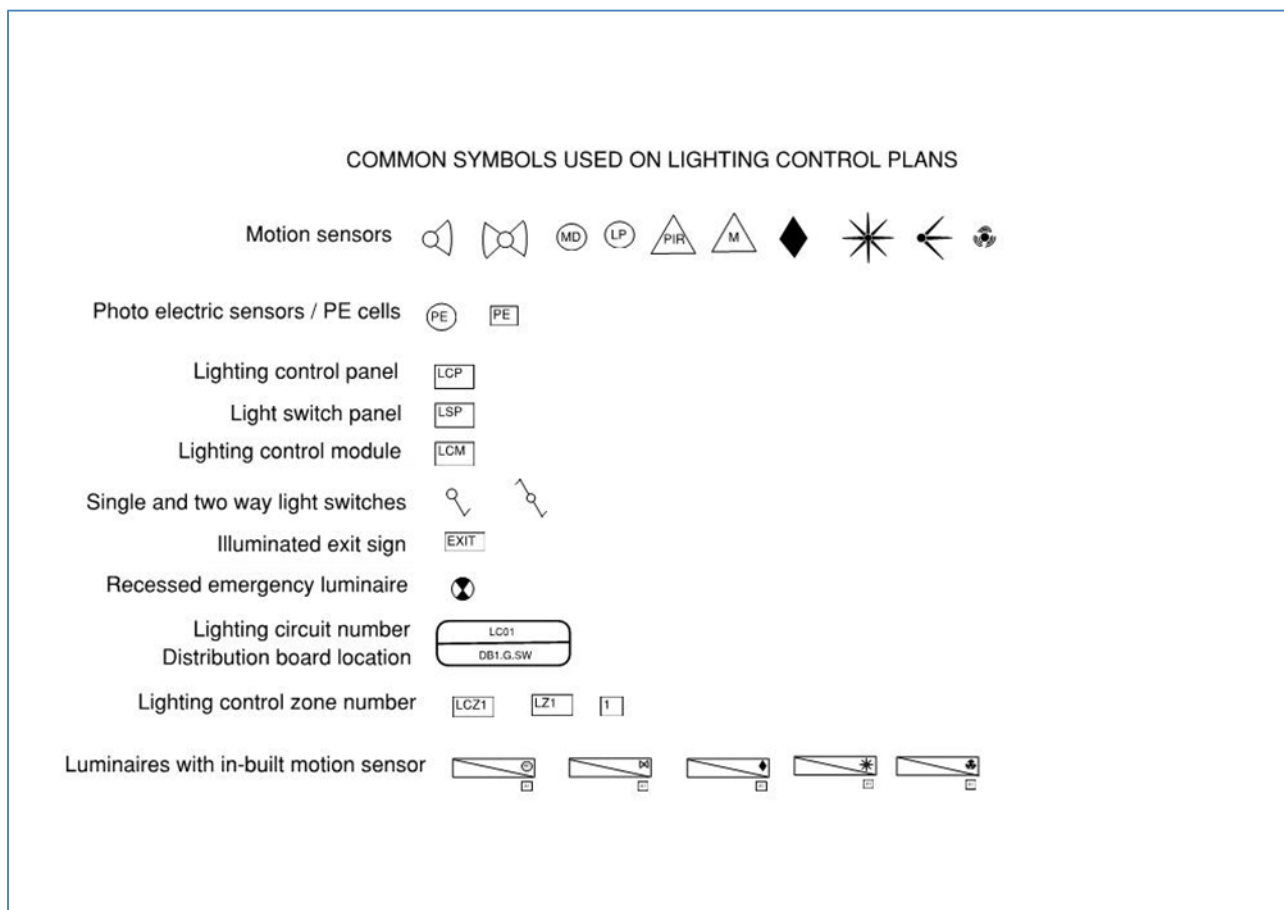 COMMON SYMBOLS USED ON LIGHTING CONTROL PLANS
Motion sensors MD LP PIR M
Photo electric sensors / PE cells PE PE
Lighting control panel LCP
Light switch panel LSP
Lighting control module LCM
Single and two way light switches
Illuminated exit sign EXIT
Recessed emergency luminaire
Lighting circuit number LC01
Distribution board location DB1.G.SW
Lighting control zone number LCZ1 LZ1 1
Luminaires with in-built motion sensor